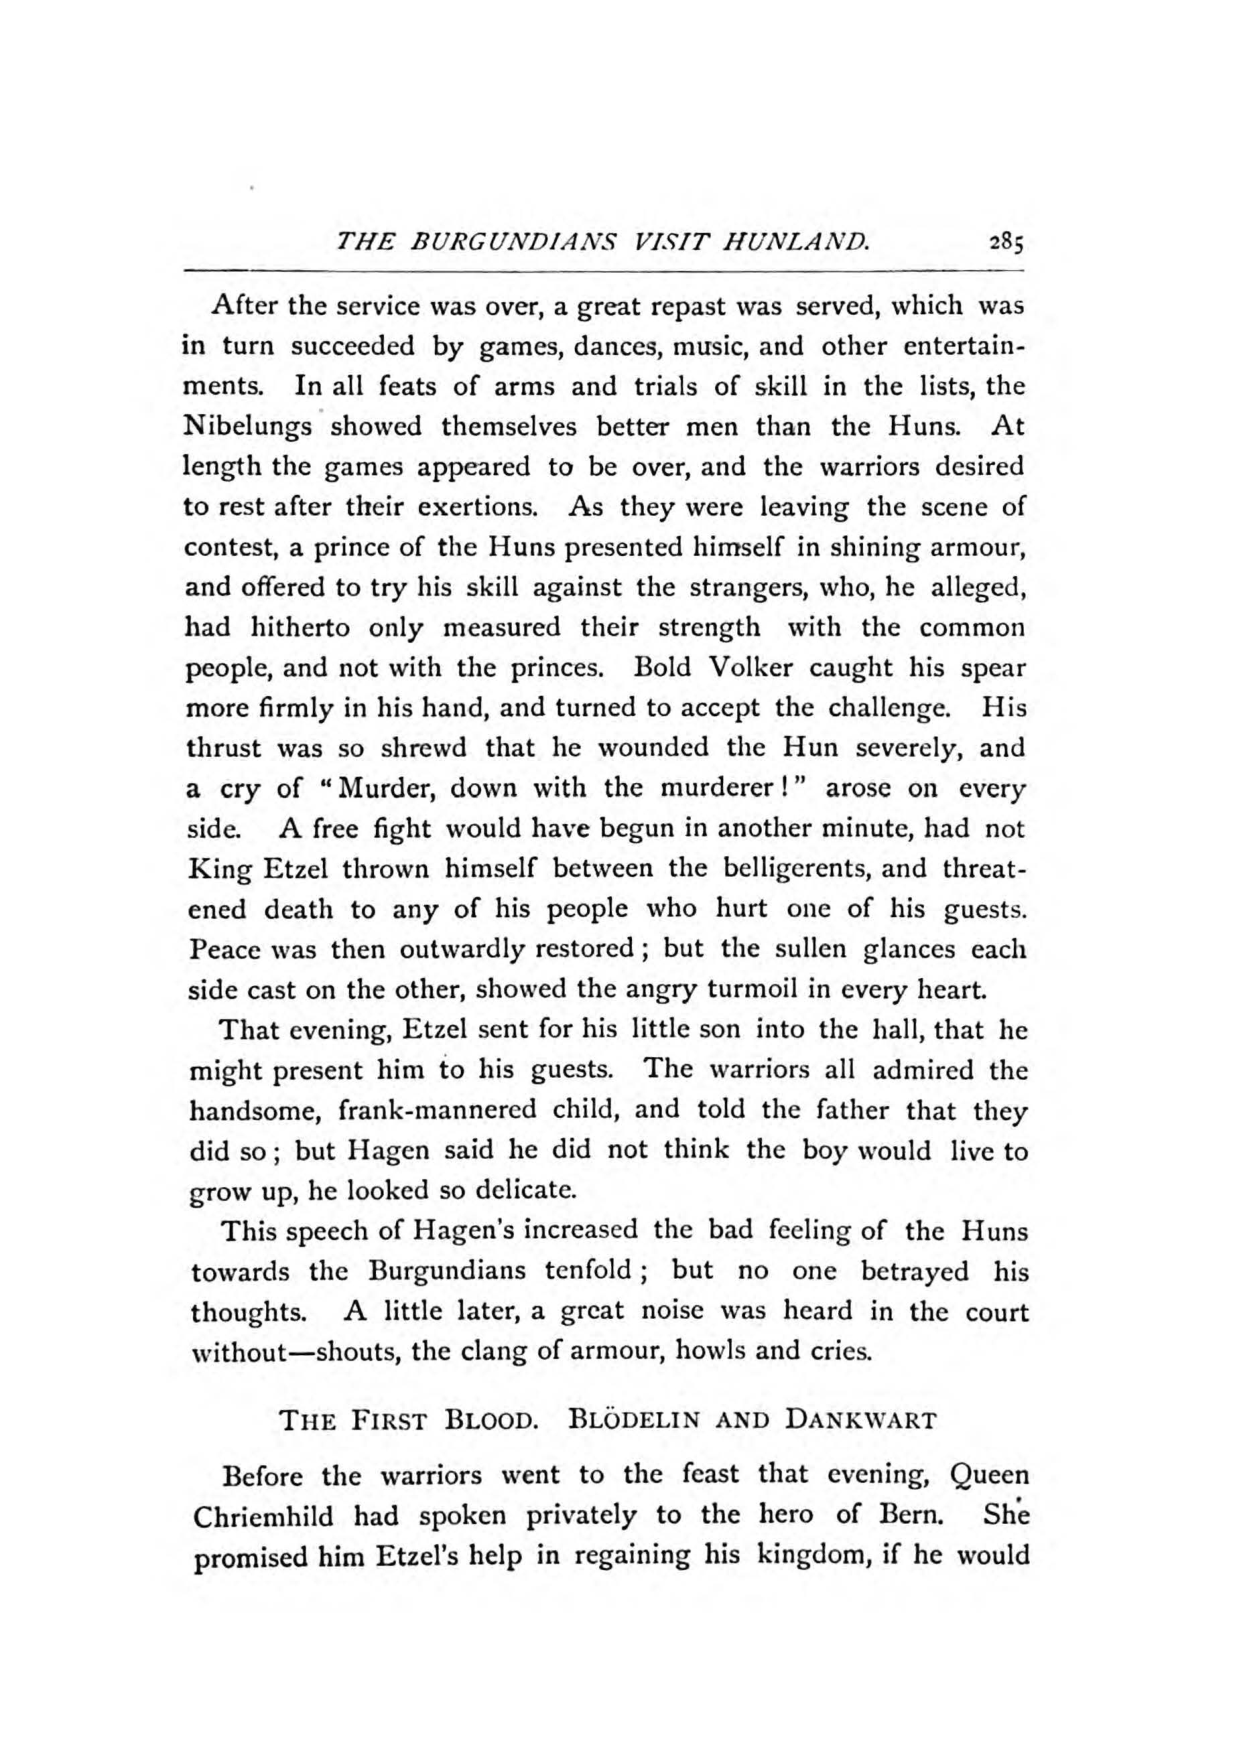 THE BURGUNDIANS VISIT HUNLAND. 285
After the service was over, a great repast was served, which was
in turn succeeded by games, dances, music, and other entertain-
ments. In all feats of arms and trials of skill in the lists, the
Nibelungs showed themselves better men than the Huns. At
length the games appeared to be over, and the warriors desired
to rest after their exertions. As they were leaving the scene of
contest, a prince of the Huns presented himself in shining armour,
and offered to try his skill against the strangers, who, he alleged,
had hitherto only measured their strength with the common
people, and not with the princes. Bold Volker caught his spear
more firmly in his hand, and turned to accept the challenge. His
thrust was so shrewd that he wounded the Hun severely, and
a cry of “Murder, down with the murderer!” arose on every
side. A free fight would have begun in another minute, had not
King Etzel thrown himself between the belligerents, and threat-
ened death to any of his people who hurt one of his guests.
Peace was then outwardly restored; but the sullen glances each
side cast on the other, showed the angry turmoil in every heart.
That evening, Etzel sent for his little son into the hall, that he
might present him to his guests. The warriors all admired the
handsome, frank-mannered child, and told the father that they
did so; but Hagen said he did not think the boy would live to
grow up, he looked so delicate.
This speech of Hagen's increased the bad feeling of the Huns
towards the Burgundians tenfold; but no one betrayed his
thoughts. A little later, a great noise was heard in the court
without—shouts, the clang of armour, howls and cries.
THE FIRST BLOOD. BLÖDELIN AND DANKWART
Before the warriors went to the feast that evening, Queen
Chriemhild had spoken privately to the hero of Bern. She
promised him Etzel's help in regaining his kingdom, if he would